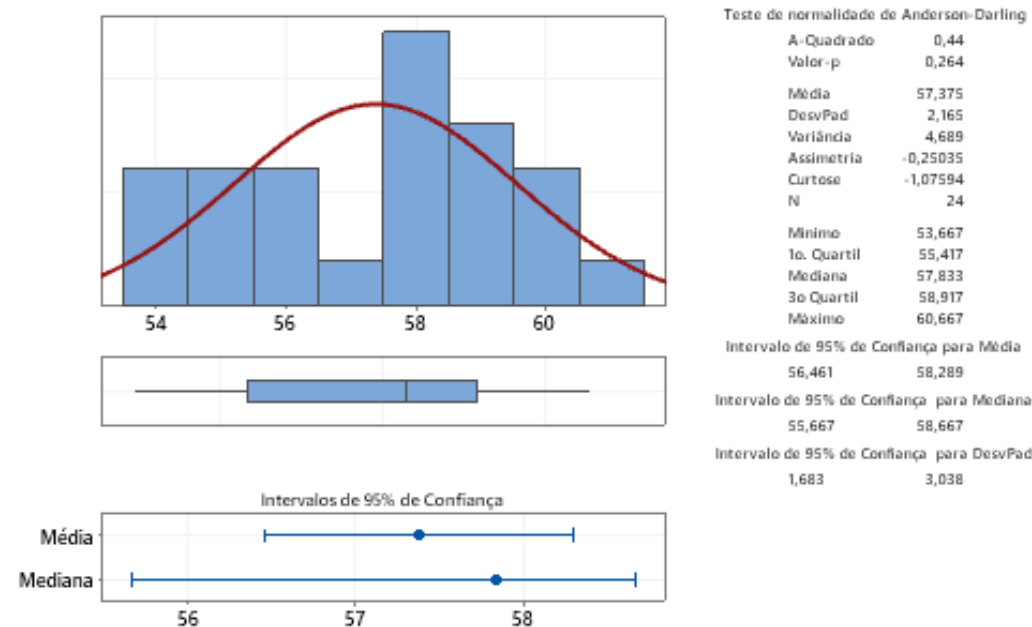 Teste de normalidade de Anderson-Darling
A-Quadrado 0,44
Valor-p 0,264
Média 57,375
DesvPad 2,165
Variância 4,689
Assimetria -0,25035
Curtose -1,07594
N 24
Mínimo 53,667
1o. Quartil 55,417
Mediana 57,833
3o Quartil 58,917
Máximo 60,667
Intervalo de 95% de Confiança para Média
56,461 58,289
Intervalo de 95% de Confiança para Mediana
55,667 58,667
Intervalo de 95% de Confiança para DesvPad
1,683 3,038
54 56 58 60
Intervalos de 95% de Confiança
Média
Mediana
56 57 58